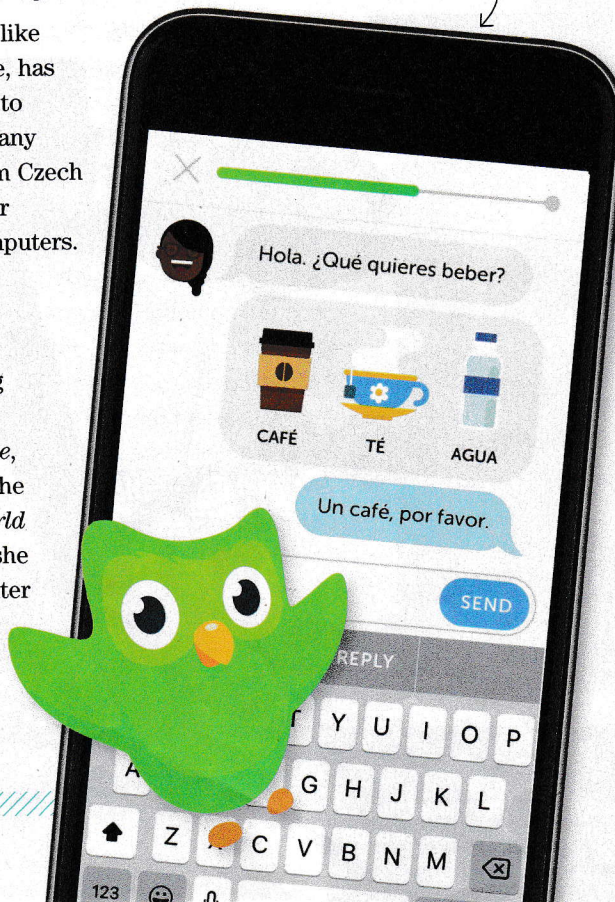 like
e, has
to
any
n Czech
r
nputers.
g
e,
he
rld
she
ter
Hola. ¿Qué quieres beber?
CAFÉ TÉ AGUA
Un café, por favor.
SEND
REPLY
Y U I O P
A G H J K L
Z X C V B N M
123